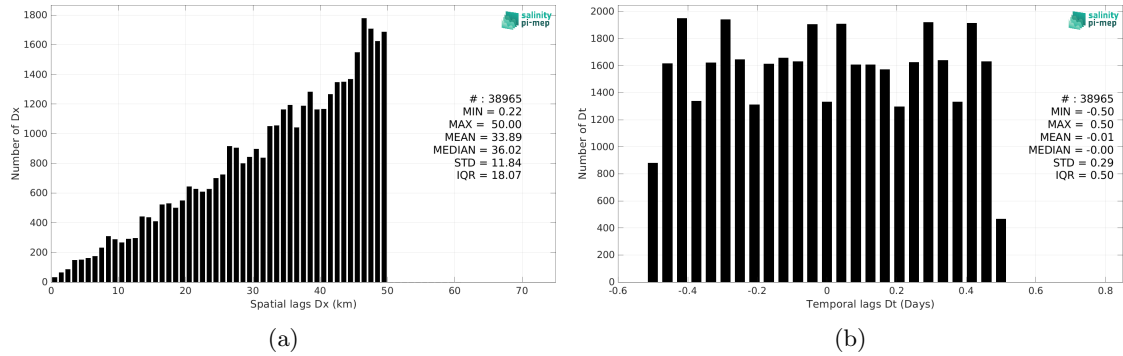 1800
1600
1400
1200
1000
800
600
400
200
0
Number of Dx
salinity
pi-mep
# : 38965
MIN = 0.22
MAX = 50.00
MEAN = 33.89
MEDIAN = 36.02
STD = 11.84
IQR = 18.07
0 10 20 30 40 50 60 70
Spatial lags Dx (km)
(a)
2000
1800
1600
1400
1200
1000
800
600
400
200
0
Number of Dt
salinity
pi-mep
# : 38965
MIN = -0.50
MAX = 0.50
MEAN = -0.01
MEDIAN = -0.00
STD = 0.29
IQR = 0.50
-0.6 -0.4 -0.2 0 0.2 0.4 0.6 0.8
Temporal lags Dt (Days)
(b)